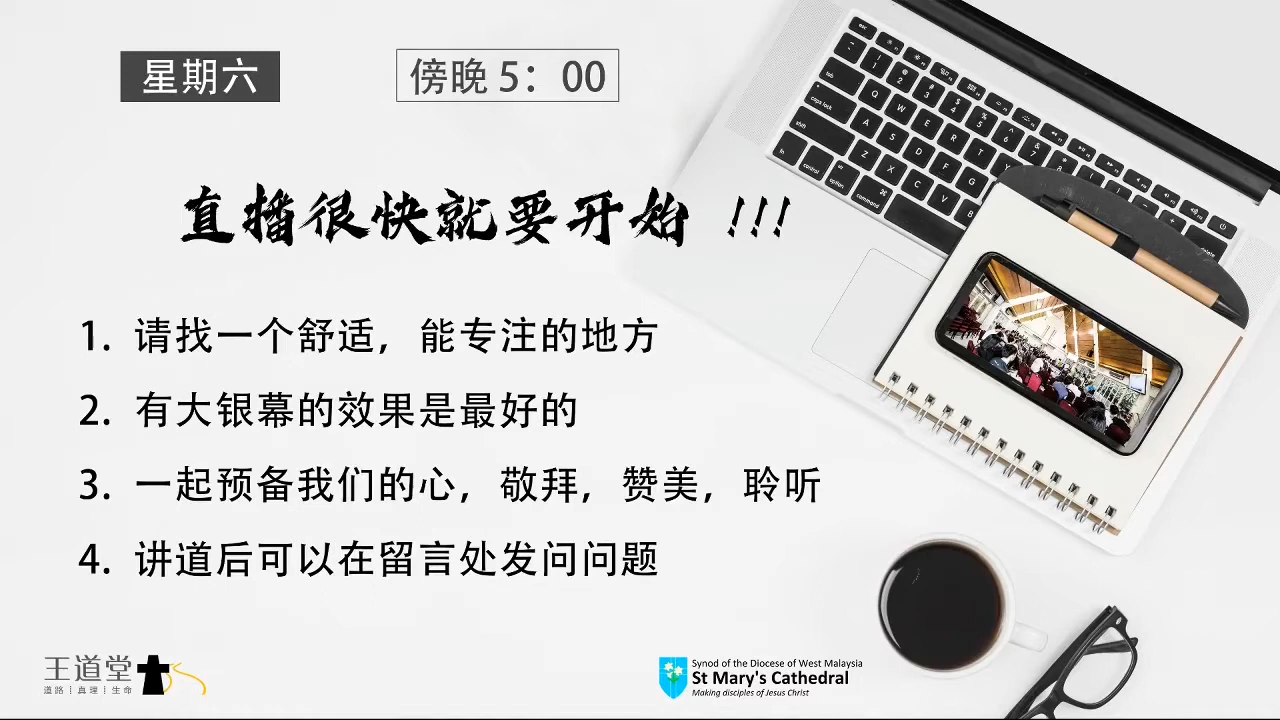 星期六
傍晚 5：00
直播很快就要开始 !!!
1. 请找一个舒适，能专注的地方
2. 有大银幕的效果是最好的
3. 一起预备我们的心，敬拜，赞美，聆听
4. 讲道后可以在留言处发问问题
王道堂
道路｜真理｜生命
Synod of the Diocese of West Malaysia
St Mary's Cathedral
Making disciples of Jesus Christ